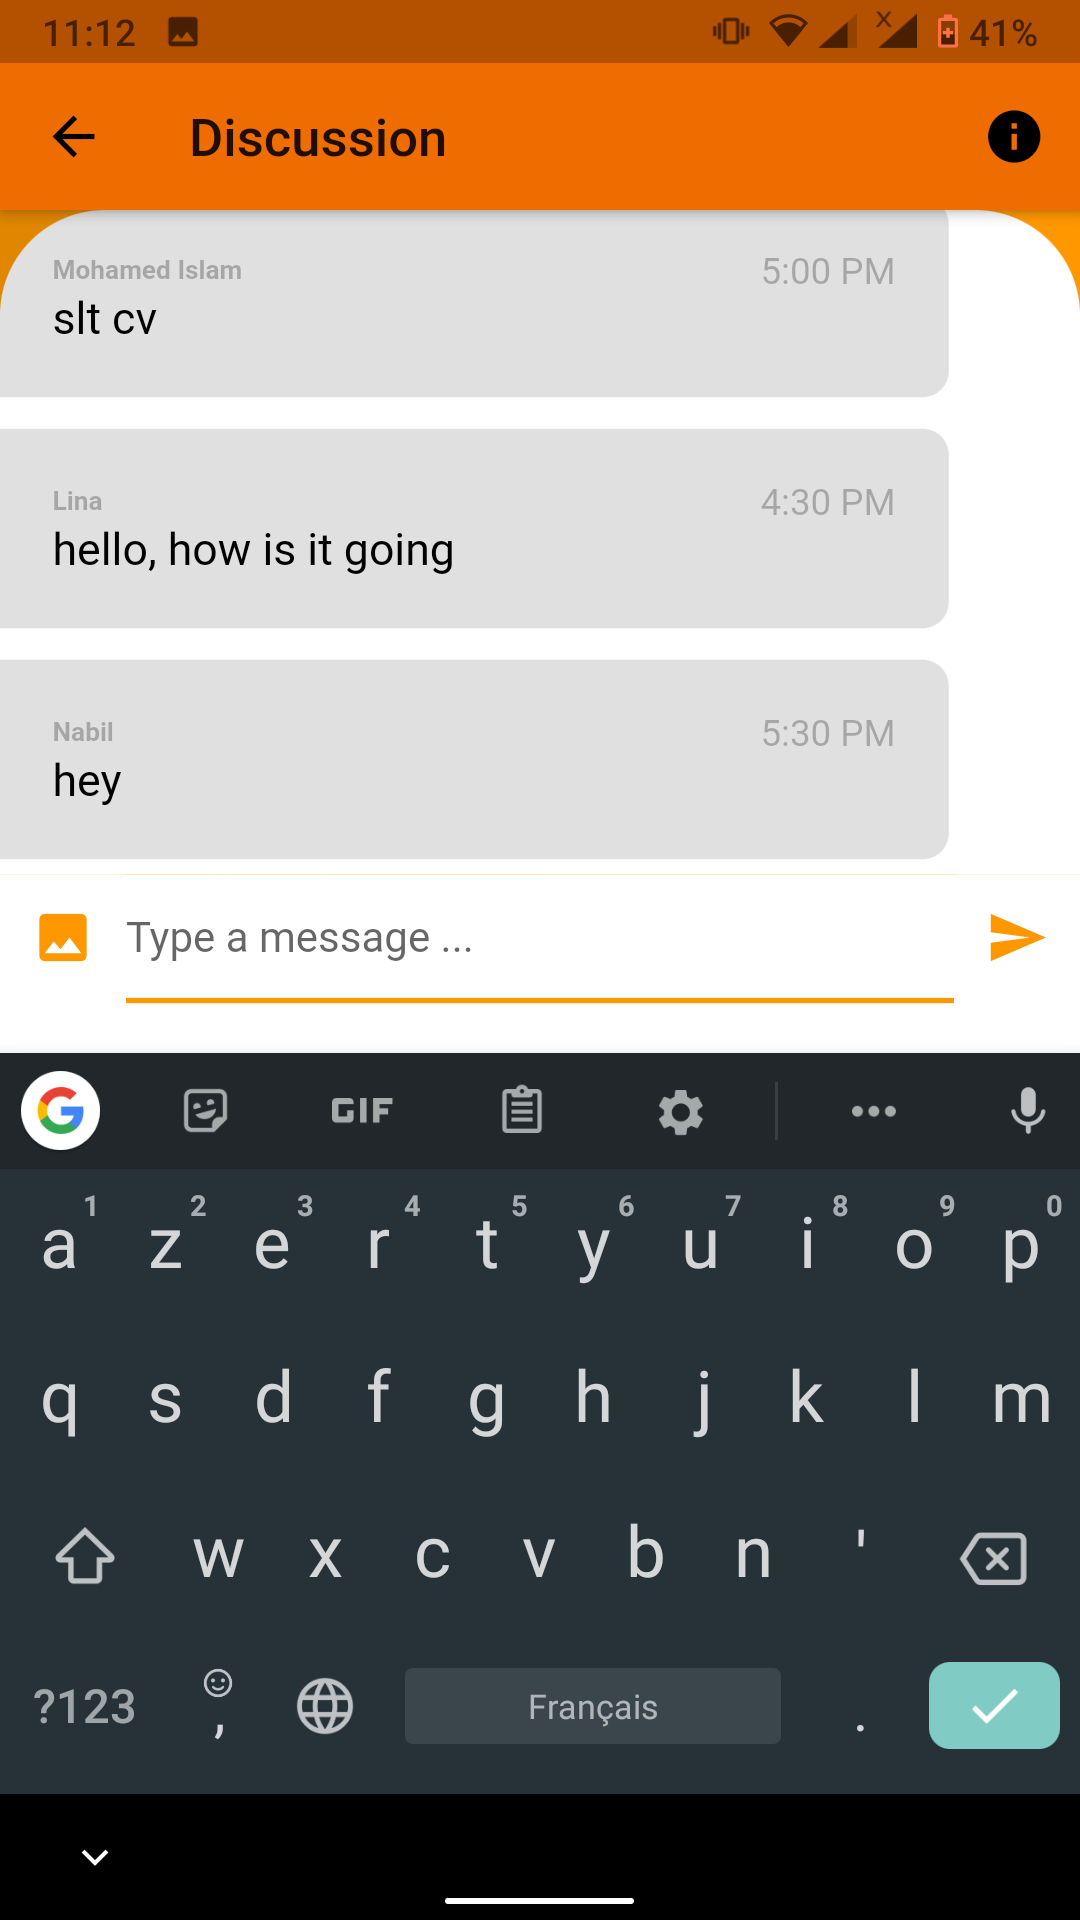 11:12 41%
Discussion
Mohamed Islam 5:00 PM
slt cv
Lina 4:30 PM
hello, how is it going
Nabil 5:30 PM
hey
Type a message ...
G GIF
1 2 3 4 5 6 7 8 9 0
a z e r t y u i o p
q s d f g h j k l m
w x c v b n '
?123 , Français .